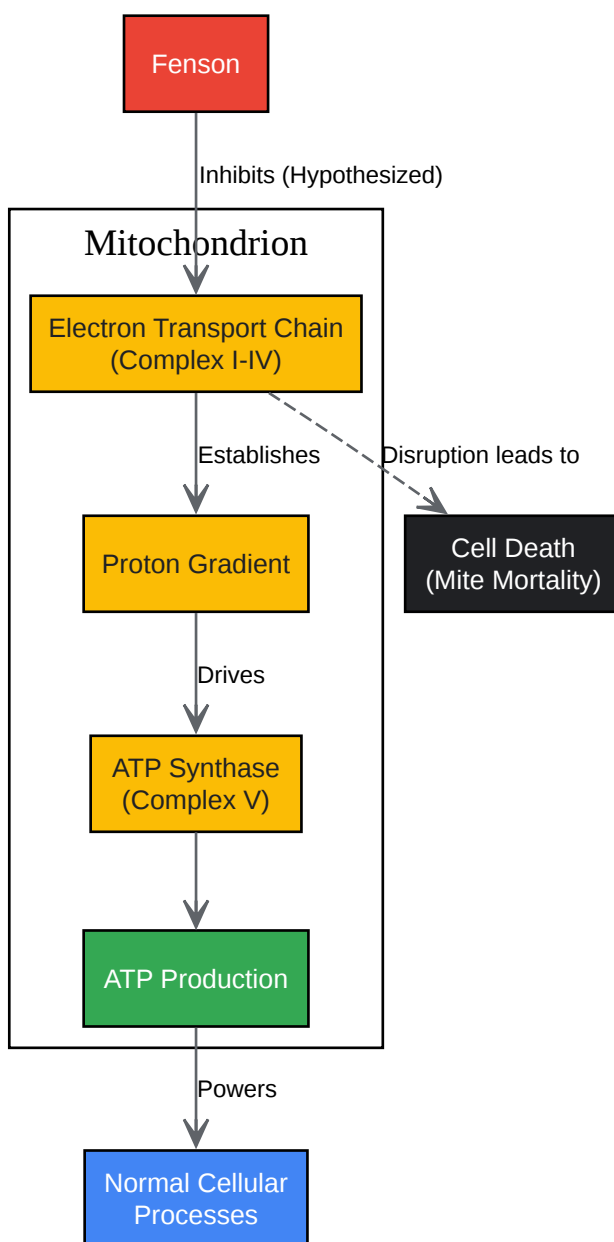 Fenson
Inhibits (Hypothesized)
Mitochondrion
Electron Transport Chain
(Complex I-IV)
Establishes
Disruption leads to
Proton Gradient
Cell Death
(Mite Mortality)
Drives
ATP Synthase
(Complex V)
ATP Production
Powers
Normal Cellular
Processes